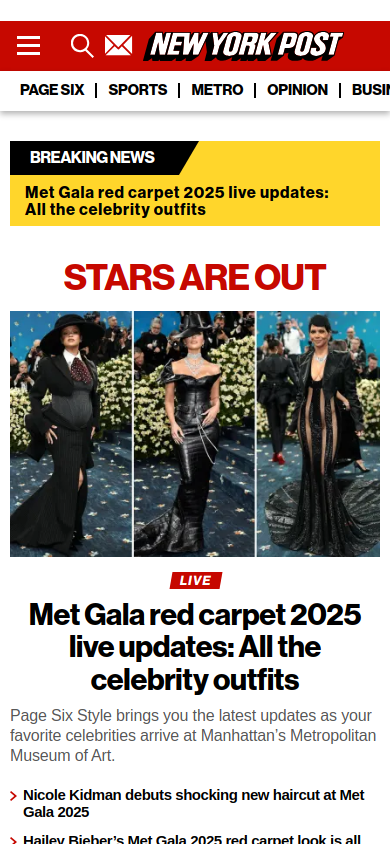 NEW YORK POST
PAGE SIX
SPORTS
METRO
OPINION
BREAKING NEWS
Met Gala red carpet 2025 live updates:
All the celebrity outfits
STARS ARE OUT
LIVE
Met Gala red carpet 2025
live updates: All the
celebrity outfits
Page Six Style brings you the latest updates as your
favorite celebrities arrive at Manhattan’s Metropolitan
Museum of Art.
Nicole Kidman debuts shocking new haircut at Met
Gala 2025
Hailey Bieber’s Met Gala 2025 red carpet look is all